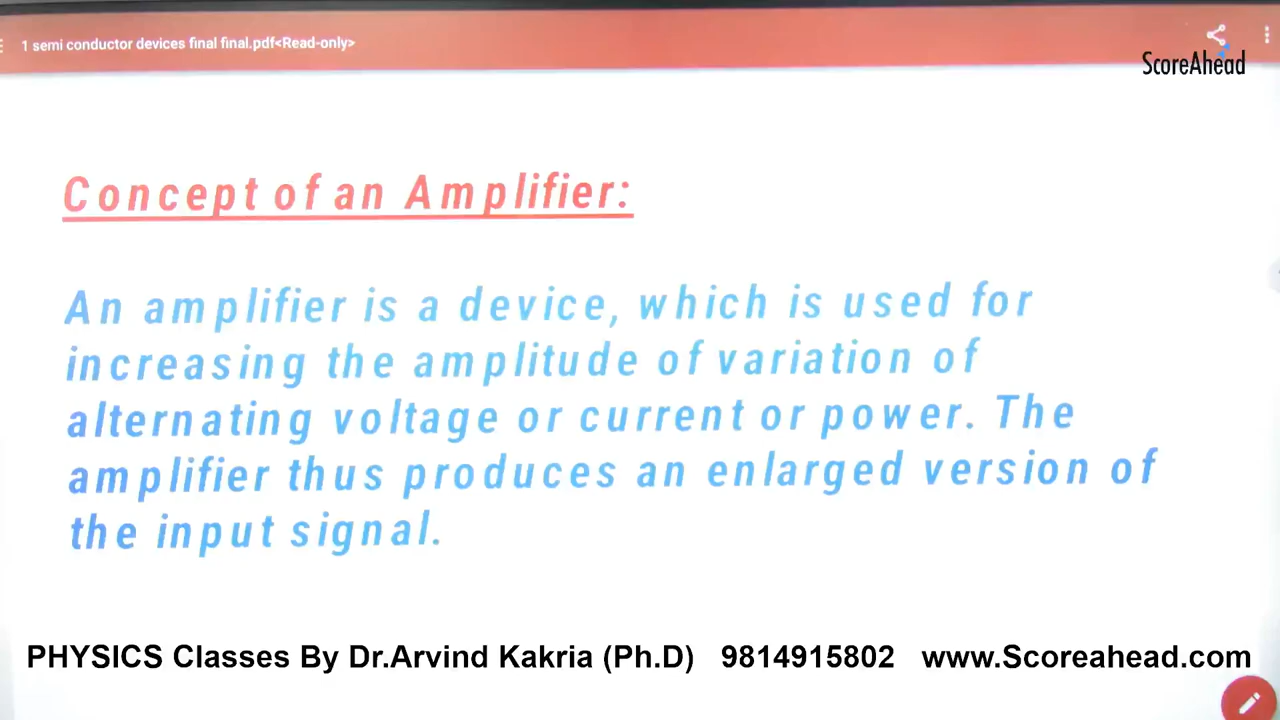 1 semi conductor devices final final.pdf<Read-only>
ScoreAhead
Concept of an Amplifier:
An amplifier is a device, which is used for
increasing the amplitude of variation of
alternating voltage or current or power. The
amplifier thus produces an enlarged version of
the input signal.
PHYSICS Classes By Dr.Arvind Kakria (Ph.D) 9814915802 www.Scoreahead.com